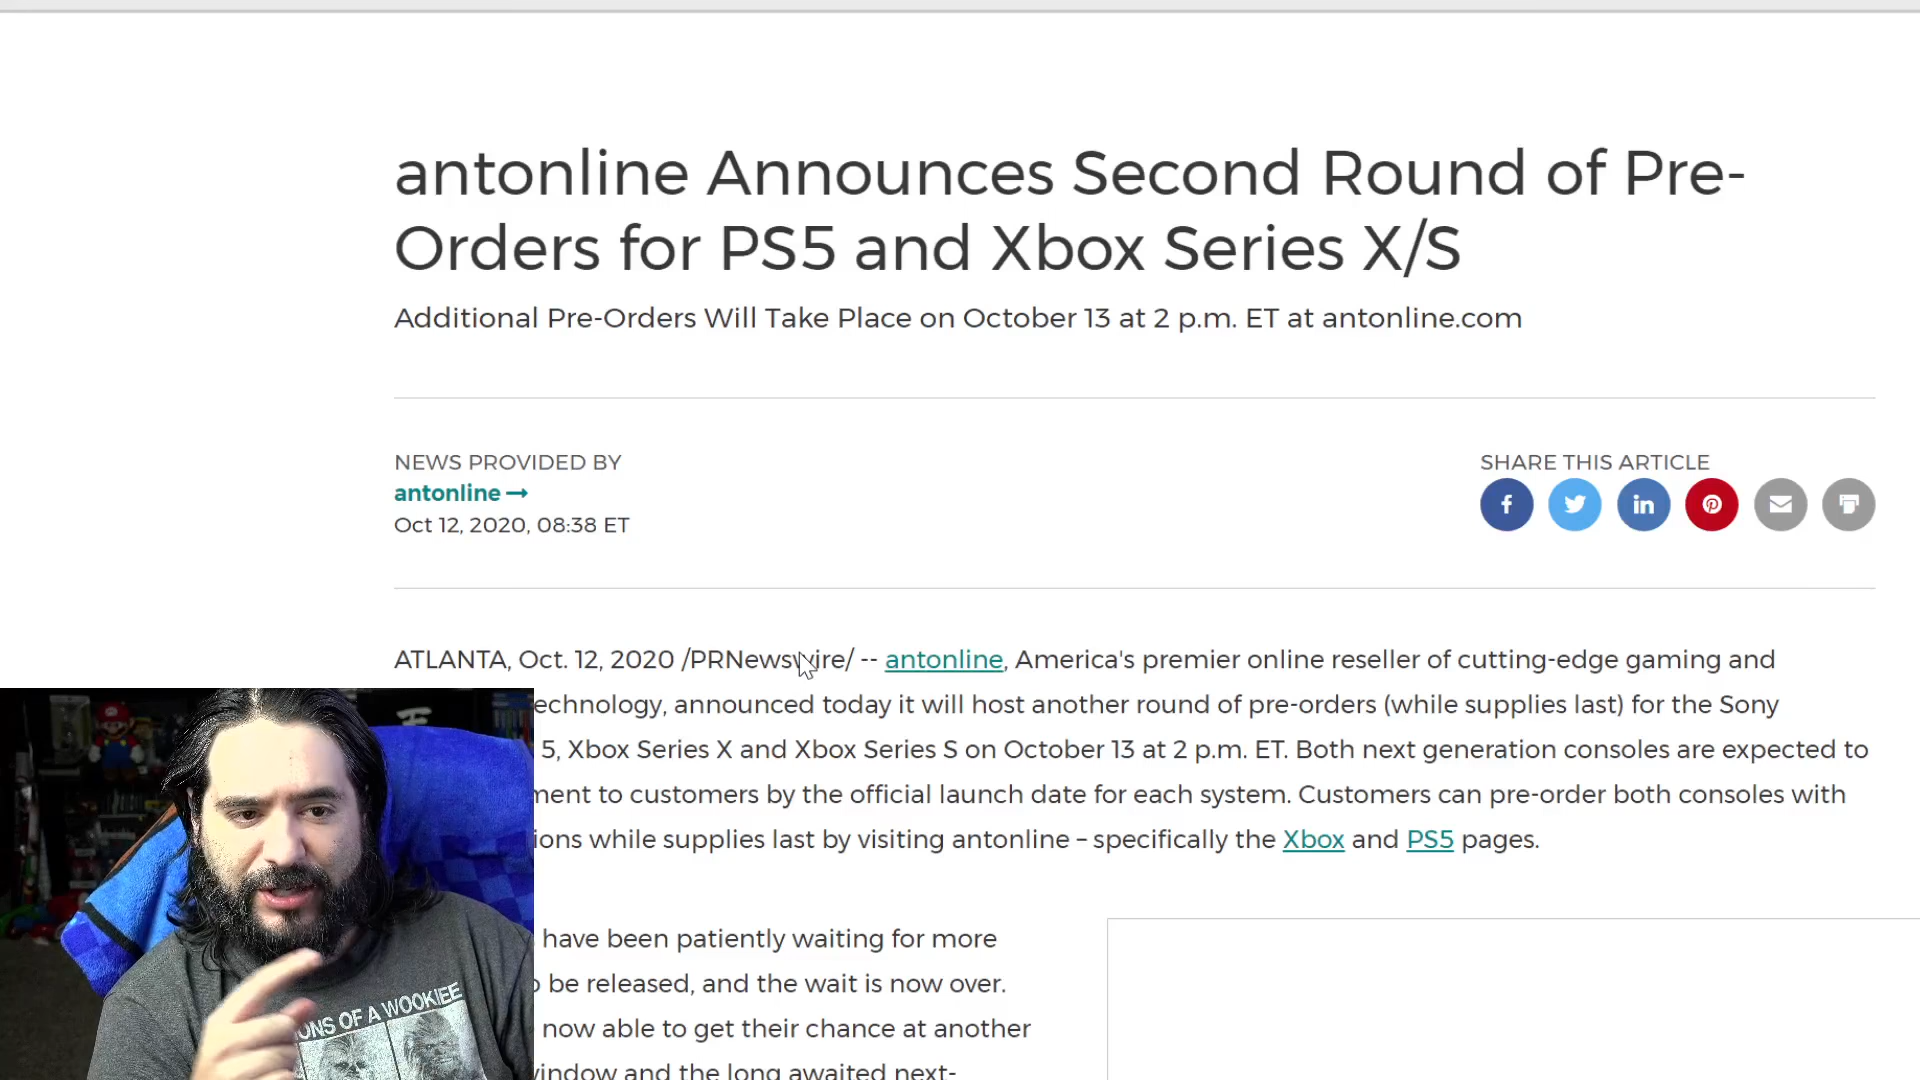 antonline Announces Second Round of Pre-
Orders for PS5 and Xbox Series X/S
Additional Pre-Orders Will Take Place on October 13 at 2 p.m. ET at antonline.com
NEWS PROVIDED BY
antonline
Oct 12, 2020, 08:38 ET
SHARE THIS ARTICLE
ATLANTA, Oct. 12, 2020 /PRNewswire/ -- antonline, America's premier online reseller of cutting-edge gaming and
echnology, announced today it will host another round of pre-orders (while supplies last) for the Sony
5, Xbox Series X and Xbox Series S on October 13 at 2 p.m. ET. Both next generation consoles are expected to
ment to customers by the official launch date for each system. Customers can pre-order both consoles with
ions while supplies last by visiting antonline – specifically the Xbox and PS5 pages.
have been patiently waiting for more
be released, and the wait is now over.
now able to get their chance at another
window and the long awaited next-
ONS OF A WOOKIEE